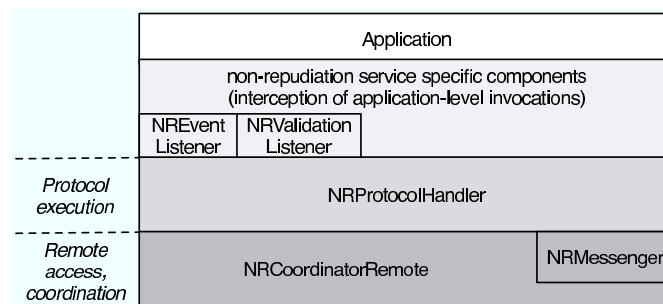 Application
non-repudiation service specific components
(interception of application-level invocations)
NREvent
Listener
NRValidation
Listener
Protocol
execution
NRProtocolHandler
Remote
access,
coordination
NRCoordinatorRemote
NRMessenger